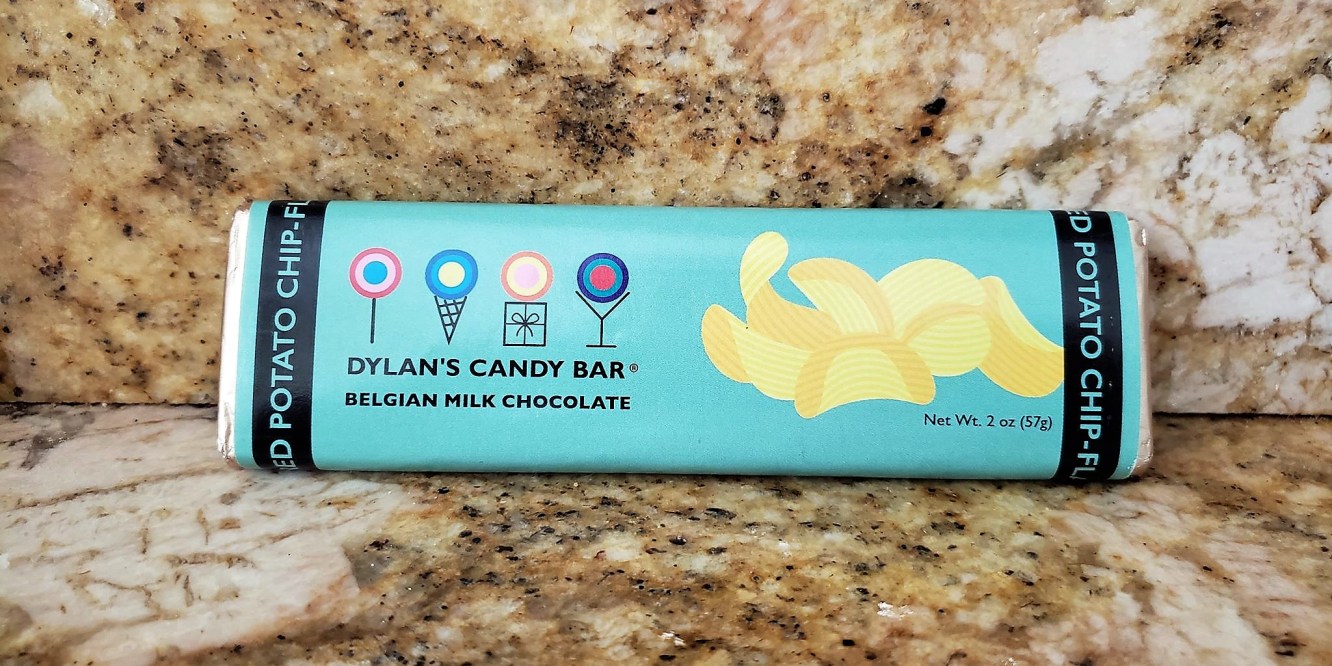 ED POTATO CHIP-FL
DYLAN'S CANDY BAR®
BELGIAN MILK CHOCOLATE
Net Wt. 2 oz (57g)
ED POTATO CHIP-FL